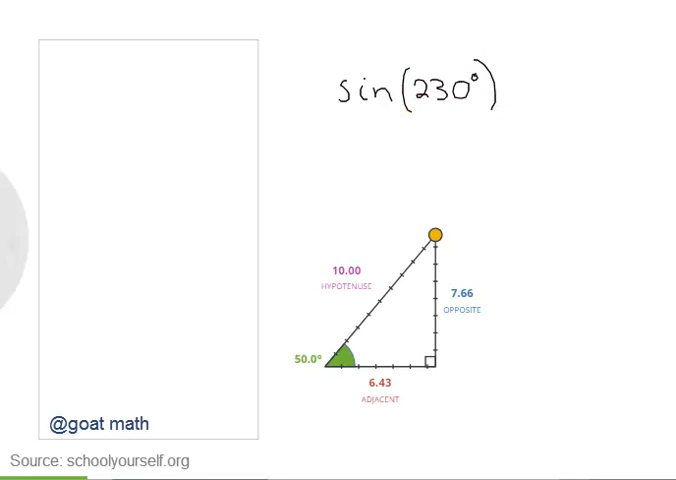 sin(230°)
10.00
HYPOTENUSE
7.66
OPPOSITE
50.0°
6.43
ADJACENT
@goat math
Source: schoolyourself.org